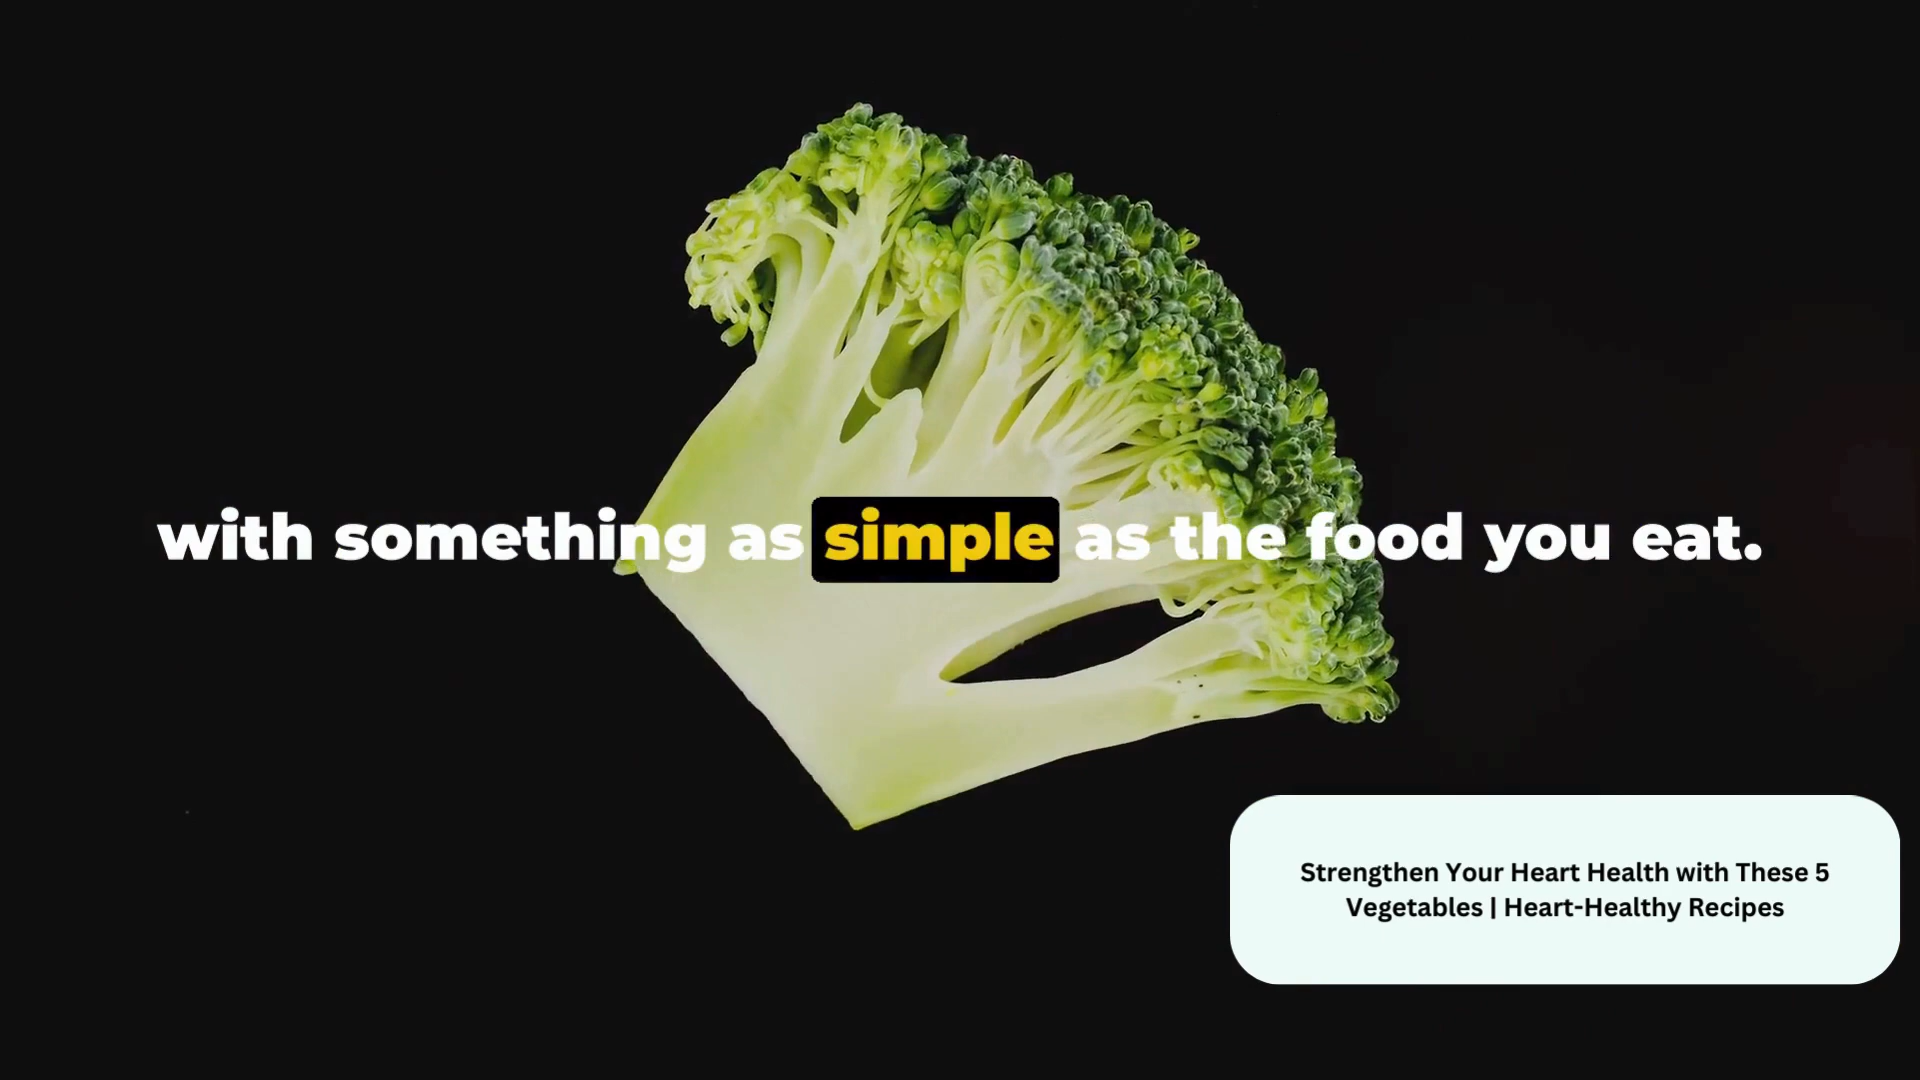 with something as simple as the food you eat.
Strengthen Your Heart Health with These 5
Vegetables | Heart-Healthy Recipes